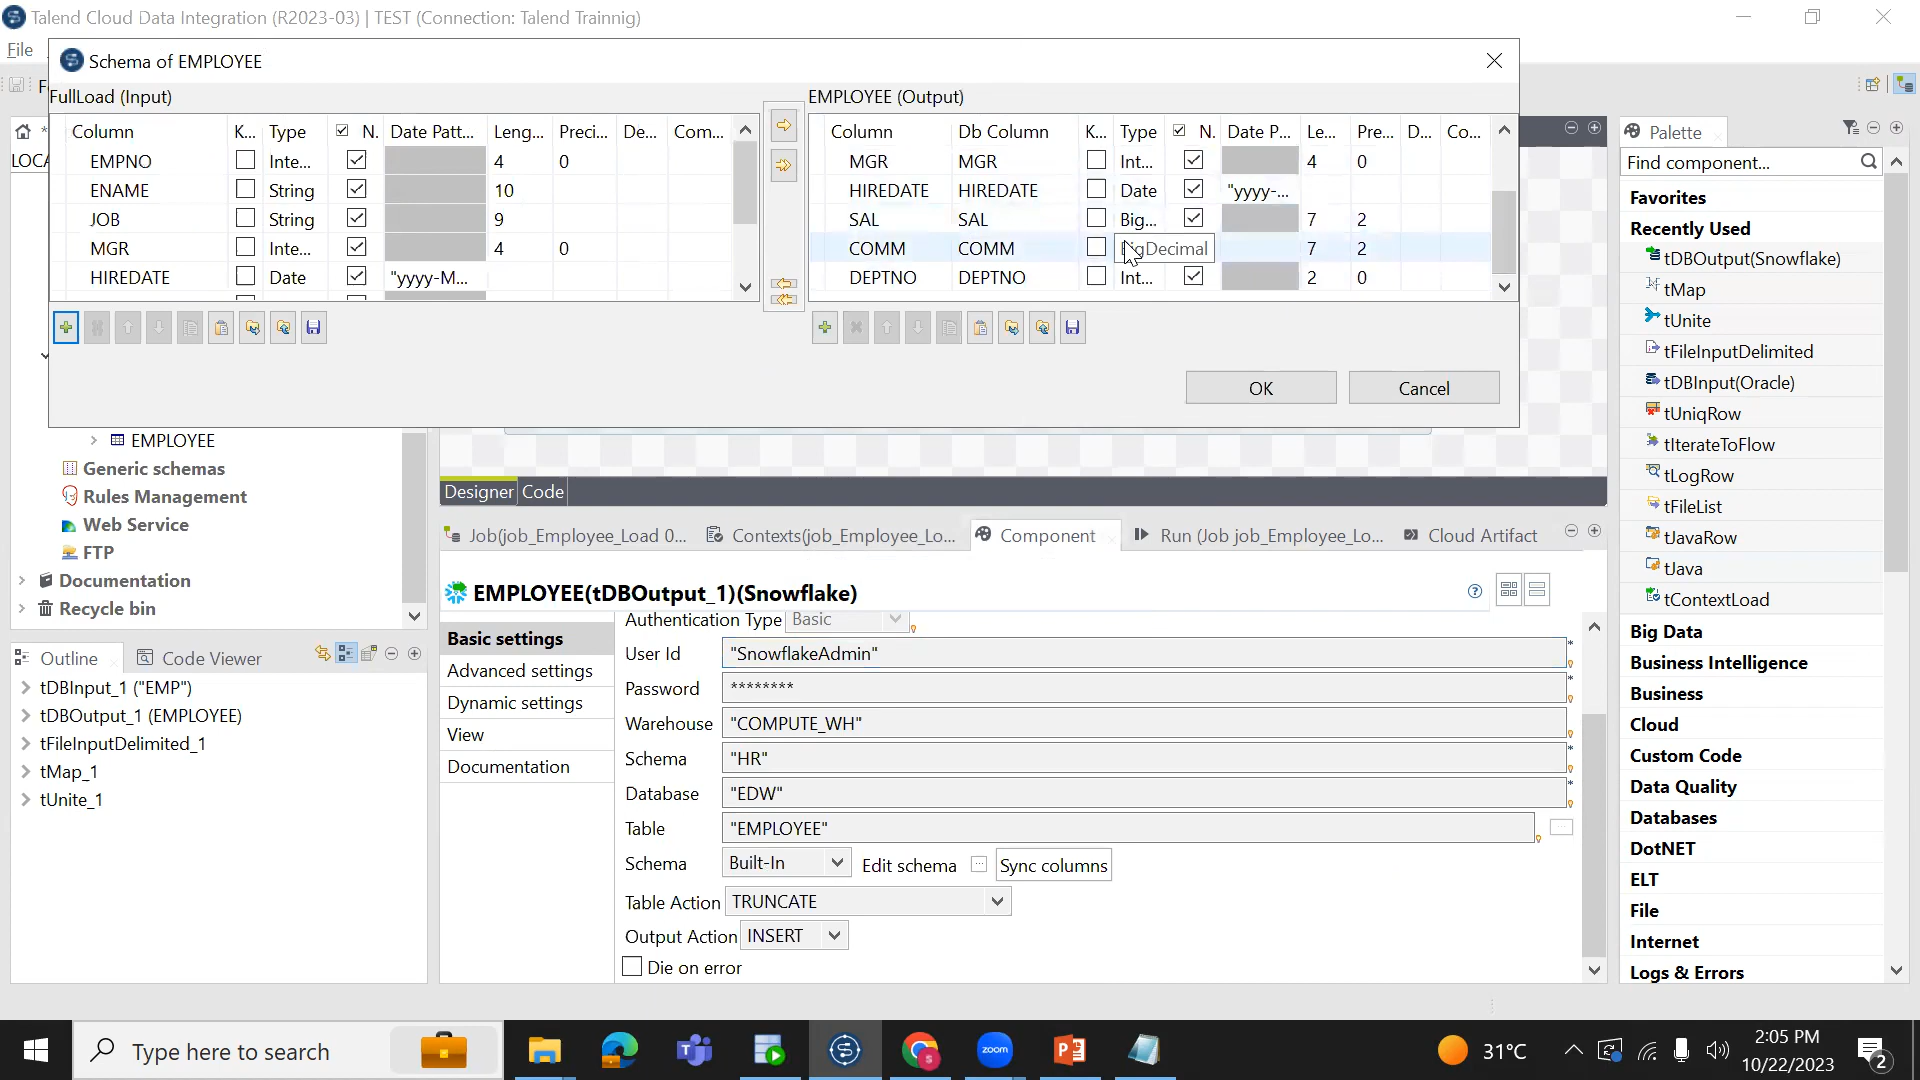 Talend Cloud Data Integration (R2023-03) | TEST (Connection: Talend Trainnig)
File
Schema of EMPLOYEE
FullLoad (Input)
EMPLOYEE (Output)
Column K... Type N. Date Patt... Leng... Preci... De... Com...
EMPNO Inte... 4 0
ENAME String 10
JOB String 9
MGR Inte... 4 0
HIREDATE Date "yyyy-M...
Column Db Column K... Type N. Date P... Le... Pre... D... Co...
MGR MGR Int... 4 0
HIREDATE HIREDATE Date "yyyy-...
SAL SAL Big... 7 2
COMM COMM BigDecimal 7 2
DEPTNO DEPTNO Int... 2 0
OK Cancel
LOCA
EMPLOYEE
Generic schemas
Rules Management
Web Service
FTP
Documentation
Recycle bin
Outline Code Viewer
tDBInput_1 ("EMP")
tDBOutput_1 (EMPLOYEE)
tFileInputDelimited_1
tMap_1
tUnite_1
Designer Code
Job(job_Employee_Load 0... Contexts(job_Employee_Lo... Component Run (Job job_Employee_Lo... Cloud Artifact
EMPLOYEE(tDBOutput_1)(Snowflake)
Basic settings
Advanced settings
Dynamic settings
View
Documentation
Authentication Type Basic
User Id "SnowflakeAdmin" *
Password ******** *
Warehouse "COMPUTE_WH"
Schema "HR" *
Database "EDW" *
Table "EMPLOYEE"
Schema Built-In Edit schema ... Sync columns
Table Action TRUNCATE
Output Action INSERT
Die on error
Palette
Find component...
Favorites
Recently Used
tDBOutput(Snowflake)
tMap
tUnite
tFileInputDelimited
tDBInput(Oracle)
tUniqRow
tIterateToFlow
tLogRow
tFileList
tJavaRow
tJava
tContextLoad
Big Data
Business Intelligence
Business
Cloud
Custom Code
Data Quality
Databases
DotNET
ELT
File
Internet
Logs & Errors
Type here to search
zoom
31°C
2:05 PM
10/22/2023
2